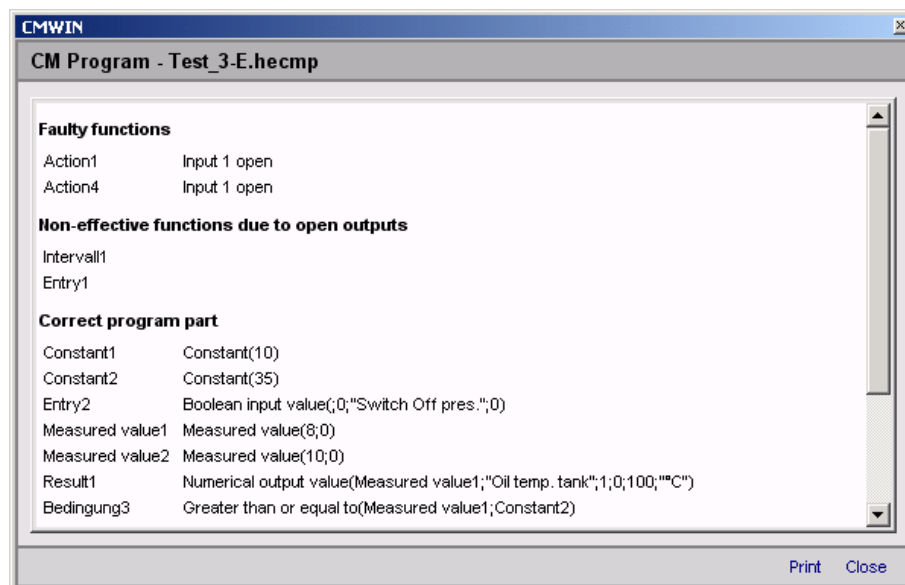 CMWIN
CM Program - Test_3-E.hecmp
Faulty functions
Action1 Input 1 open
Action4 Input 1 open
Non-effective functions due to open outputs
Intervall1
Entry1
Correct program part
Constant1 Constant(10)
Constant2 Constant(35)
Entry2 Boolean input value(;0;"Switch Off pres.";0)
Measured value1 Measured value(8;0)
Measured value2 Measured value(10;0)
Result1 Numerical output value(Measured value1;"Oil temp. tank";1;0;100;"°C")
Bedingung3 Greater than or equal to(Measured value1;Constant2)
Print Close